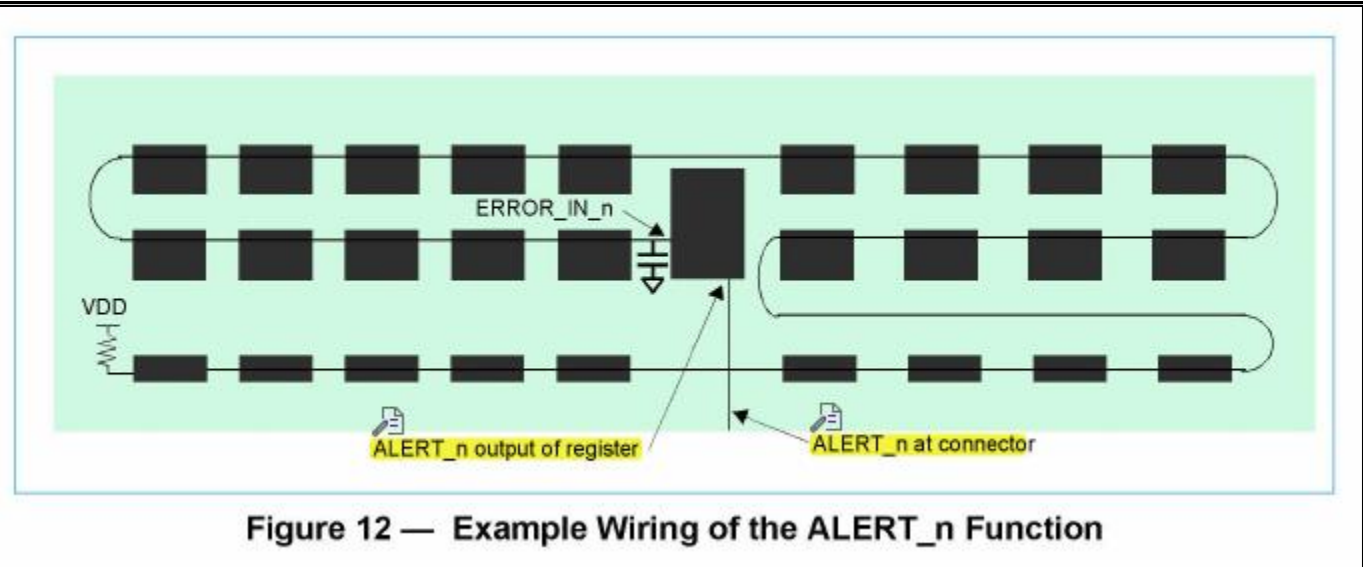 ERROR_IN_n
VDD
ALERT_n output of register
ALERT_n at connector
Figure 12 — Example Wiring of the ALERT_n Function